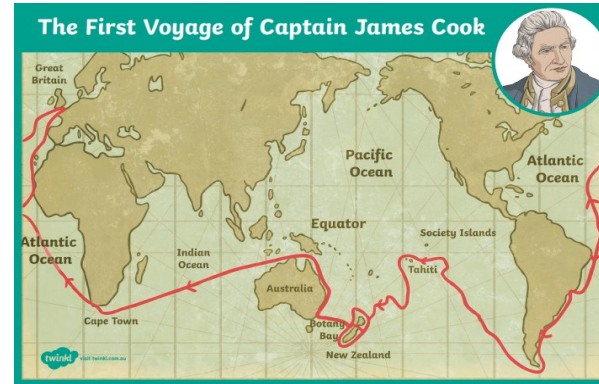 The First Voyage of Captain James Cook
Great
Britain
Pacific
Ocean
Atlantic
Ocean
Equator
Society Islands
Atlantic
Ocean
Indian
Ocean
Tahiti
Australia
Cape Town
Botany
Bay
New Zealand
twinkl visit twinkl.com.au